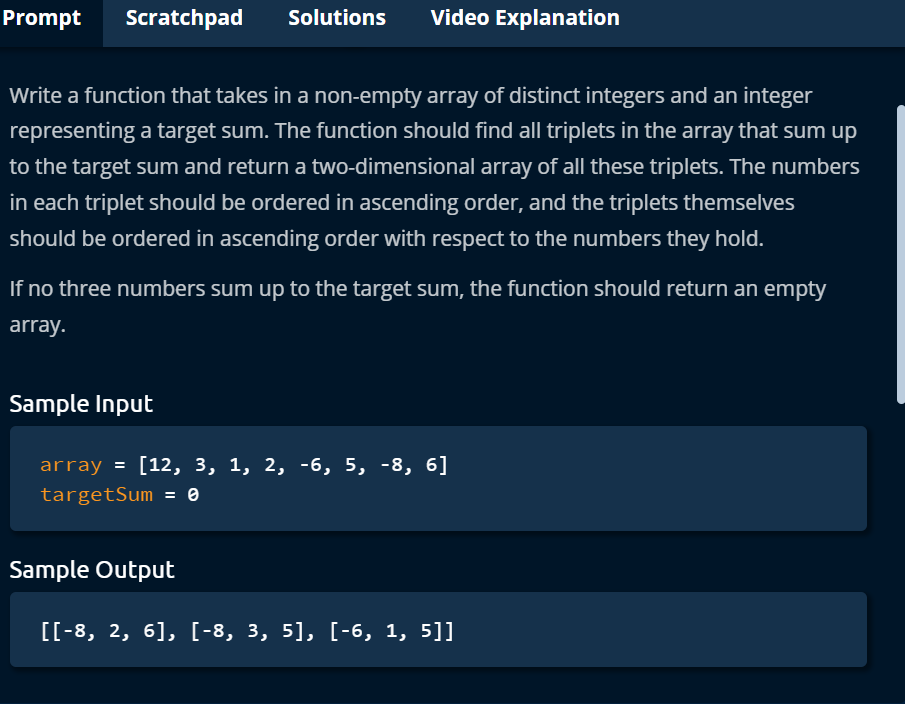 Prompt Scratchpad Solutions Video Explanation
Write a function that takes in a non-empty array of distinct integers and an integer
representing a target sum. The function should find all triplets in the array that sum up
to the target sum and return a two-dimensional array of all these triplets. The numbers
in each triplet should be ordered in ascending order, and the triplets themselves
should be ordered in ascending order with respect to the numbers they hold.
If no three numbers sum up to the target sum, the function should return an empty
array.
Sample Input
array = [12, 3, 1, 2, -6, 5, -8, 6]
targetSum = 0
Sample Output
[[-8, 2, 6], [-8, 3, 5], [-6, 1, 5]]